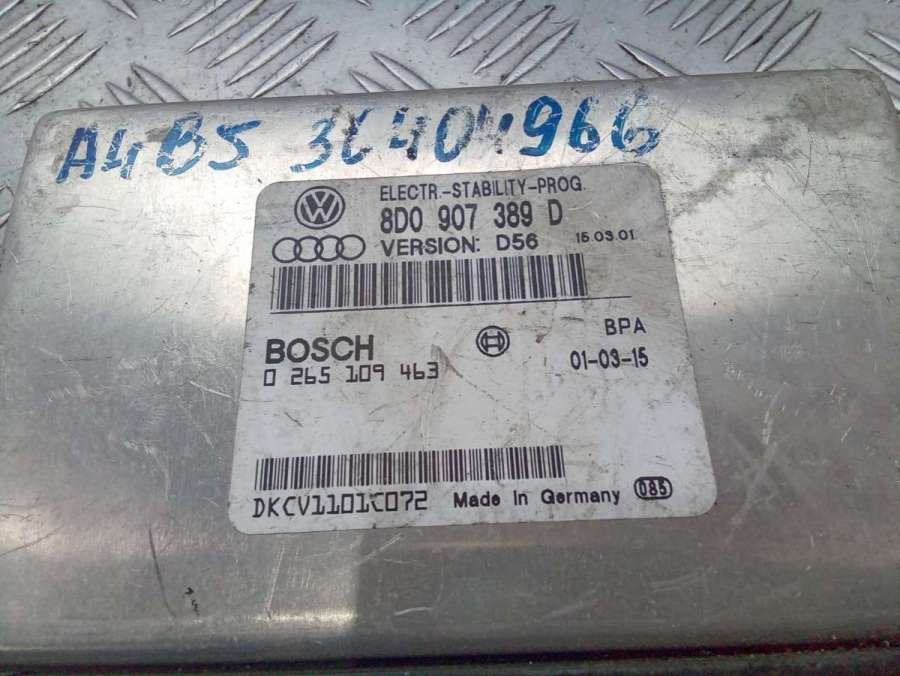 A4B5 3C404966
ELECTR.-STABILITY-PROG.
8D0 907 389 D
VERSION: D56 15.03.01
BOSCH BPA
0 265 109 463 01-03-15
DKCV1101C072 Made in Germany 085